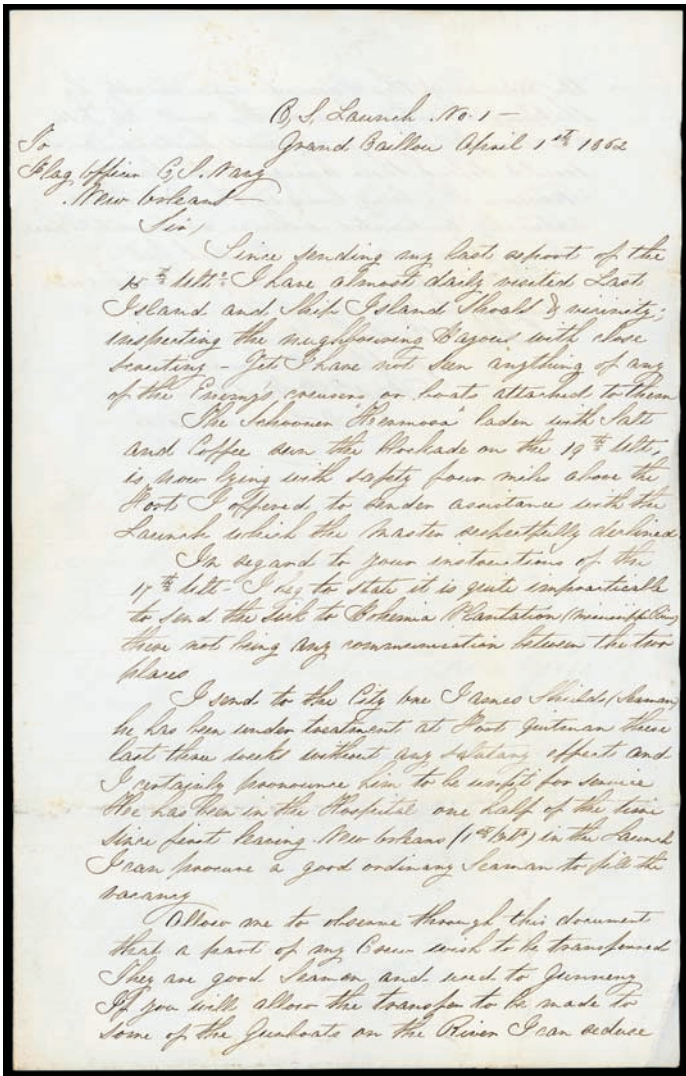 C, S, Launch No. 1 —
Grand Caillou April 1st 1862
To
Flag Officer C, S, Navy
New Orleans —
Sir,
Since sending my last report of the
15th Ulto. I have almost daily visited Last
Island and Ship Island Shoals & vicinity;
inspecting the neighbouring Bayous with close
scrutiny — Yet I have not seen anything of any
of the Enemy's cruisers or boats attached to them
The Schooner "Hermosa" laden with Salt
and Coffee run the blockade on the 19th Ult,
is now lying with safety four miles above the
Fort I offered to render assistance with the
Launch, which the master respectfully declined.
In regard to your instructions of the
17th Ult — I beg to state it is quite impracticable
to send the Sick to Bohemia Plantation (Mississippi River)
there not being any communication between the two
places
I send to the City one James Shields (Seaman)
he has been under treatment at Fort Quitman these
last three weeks without any salutary effects and
I certainly pronounce him to be unfit for service
He has been in the Hospital one half of the time
since first leaving New Orleans in the Launch
I can procure a good ordinary Seaman to fill the
vacancy
Allow me to observe through this document
that a part of my Crew wish to be transferred
They are good Seamen and used to Gunnery
If you will allow the transfer to be made to
some of the Gunboats on the River I can reduce